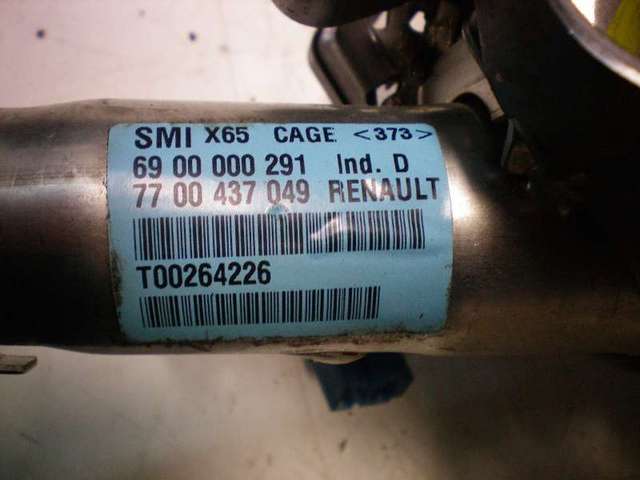 SMI X65 CAGE <373>
69 00 000 291 Ind. D
77 00 437 049 RENAULT
T00264226